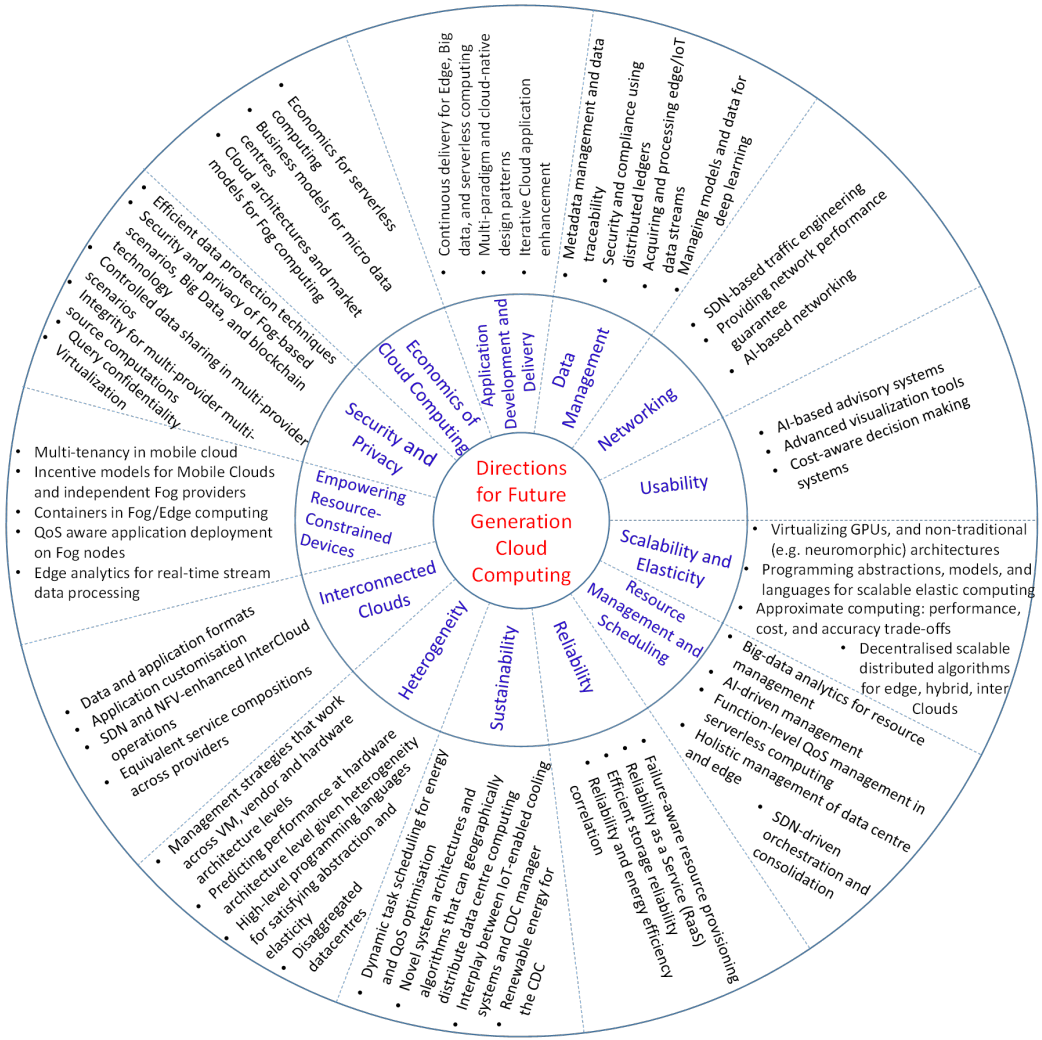 Directions
for Future
Generation
Cloud
Computing
Application
Development and
Delivery
• Continuous delivery for Edge, Big
data, and serverless computing
• Multi-paradigm and cloud-native
design patterns
• Iterative Cloud application
enhancement
Data
Management
• Metadata management and data
traceability
• Security and compliance using
distributed ledgers
• Acquiring and processing edge/IoT
data streams
• Managing models and data for
deep learning
Networking
• SDN-based traffic engineering
• Providing network performance
guarantee
• AI-based networking
Usability
• AI-based advisory systems
• Advanced visualization tools
• Cost-aware decision making
systems
Scalability and
Elasticity
• Virtualizing GPUs, and non-traditional
(e.g. neuromorphic) architectures
• Programming abstractions, models, and
languages for scalable elastic computing
• Approximate computing: performance,
cost, and accuracy trade-offs
• Decentralised scalable
distributed algorithms
for edge, hybrid, inter
Clouds
Resource
Management and
Scheduling
• Big-data analytics for resource
management
• AI-driven management
• Function-level QoS management in
serverless computing
• Holistic management of data centre
and edge
• SDN-driven
orchestration and
consolidation
Reliability
• Failure-aware resource provisioning
• Reliability as a Service (RaaS)
• Efficient storage reliability
• Reliability and energy efficiency
correlation
Sustainability
• Dynamic task scheduling for energy
and QoS optimisation
• Novel system architectures and
algorithms that can geographically
distribute data centre computing
• Interplay between IoT-enabled cooling
systems and CDC manager
• Renewable energy for
the CDC
Heterogeneity
• Management strategies that work
across VM, vendor and hardware
architecture levels
• Predicting performance at hardware
architecture level given heterogeneity
• High-level programming languages
for satisfying abstraction and
elasticity
• Disaggregated
datacentres
Interconnected
Clouds
• Data and application formats
• Application customisation
• SDN and NFV-enhanced InterCloud
operations
• Equivalent service compositions
across providers
Empowering
Resource-
Constrained
Devices
• Multi-tenancy in mobile cloud
• Incentive models for Mobile Clouds
and independent Fog providers
• Containers in Fog/Edge computing
• QoS aware application deployment
on Fog nodes
• Edge analytics for real-time stream
data processing
Security and
Privacy
• Efficient data protection techniques
• Security and privacy of Fog-based
scenarios, Big Data, and blockchain
technology
• Controlled data sharing in multi-provider
scenarios
• Integrity for multi-provider multi-
source computations
• Query confidentiality
• Virtualization
Economics of
Cloud Computing
• Economics for serverless
computing
• Business models for micro data
centres
• Cloud architectures and market
models for Fog computing